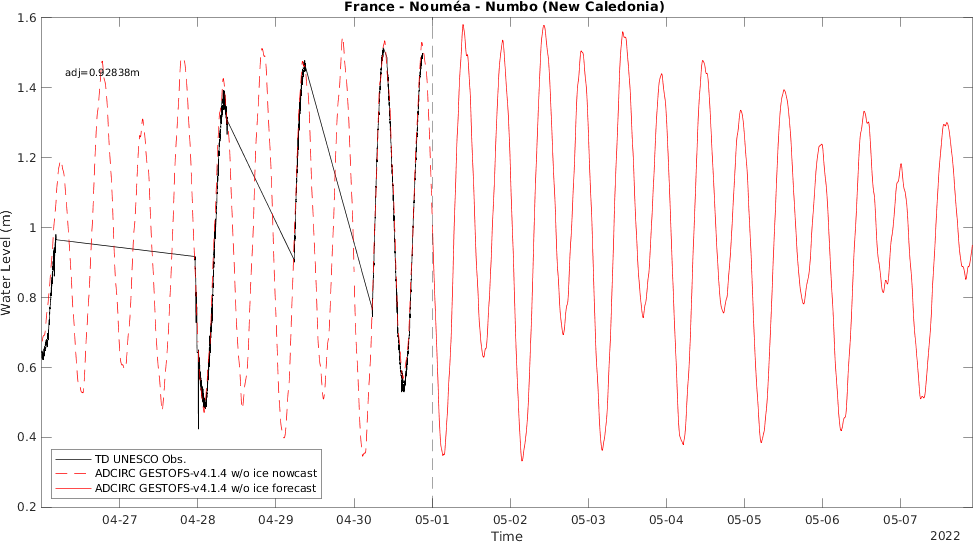 France - Nouméa - Numbo (New Caledonia)
1.6
1.4
1.2
1
0.8
0.6
0.4
0.2
Water Level (m)
adj=0.92838m
TD UNESCO Obs.
ADCIRC GESTOFS-v4.1.4 w/o ice nowcast
ADCIRC GESTOFS-v4.1.4 w/o ice forecast
04-27 04-28 04-29 04-30 05-01 05-02 05-03 05-04 05-05 05-06 05-07
Time
2022